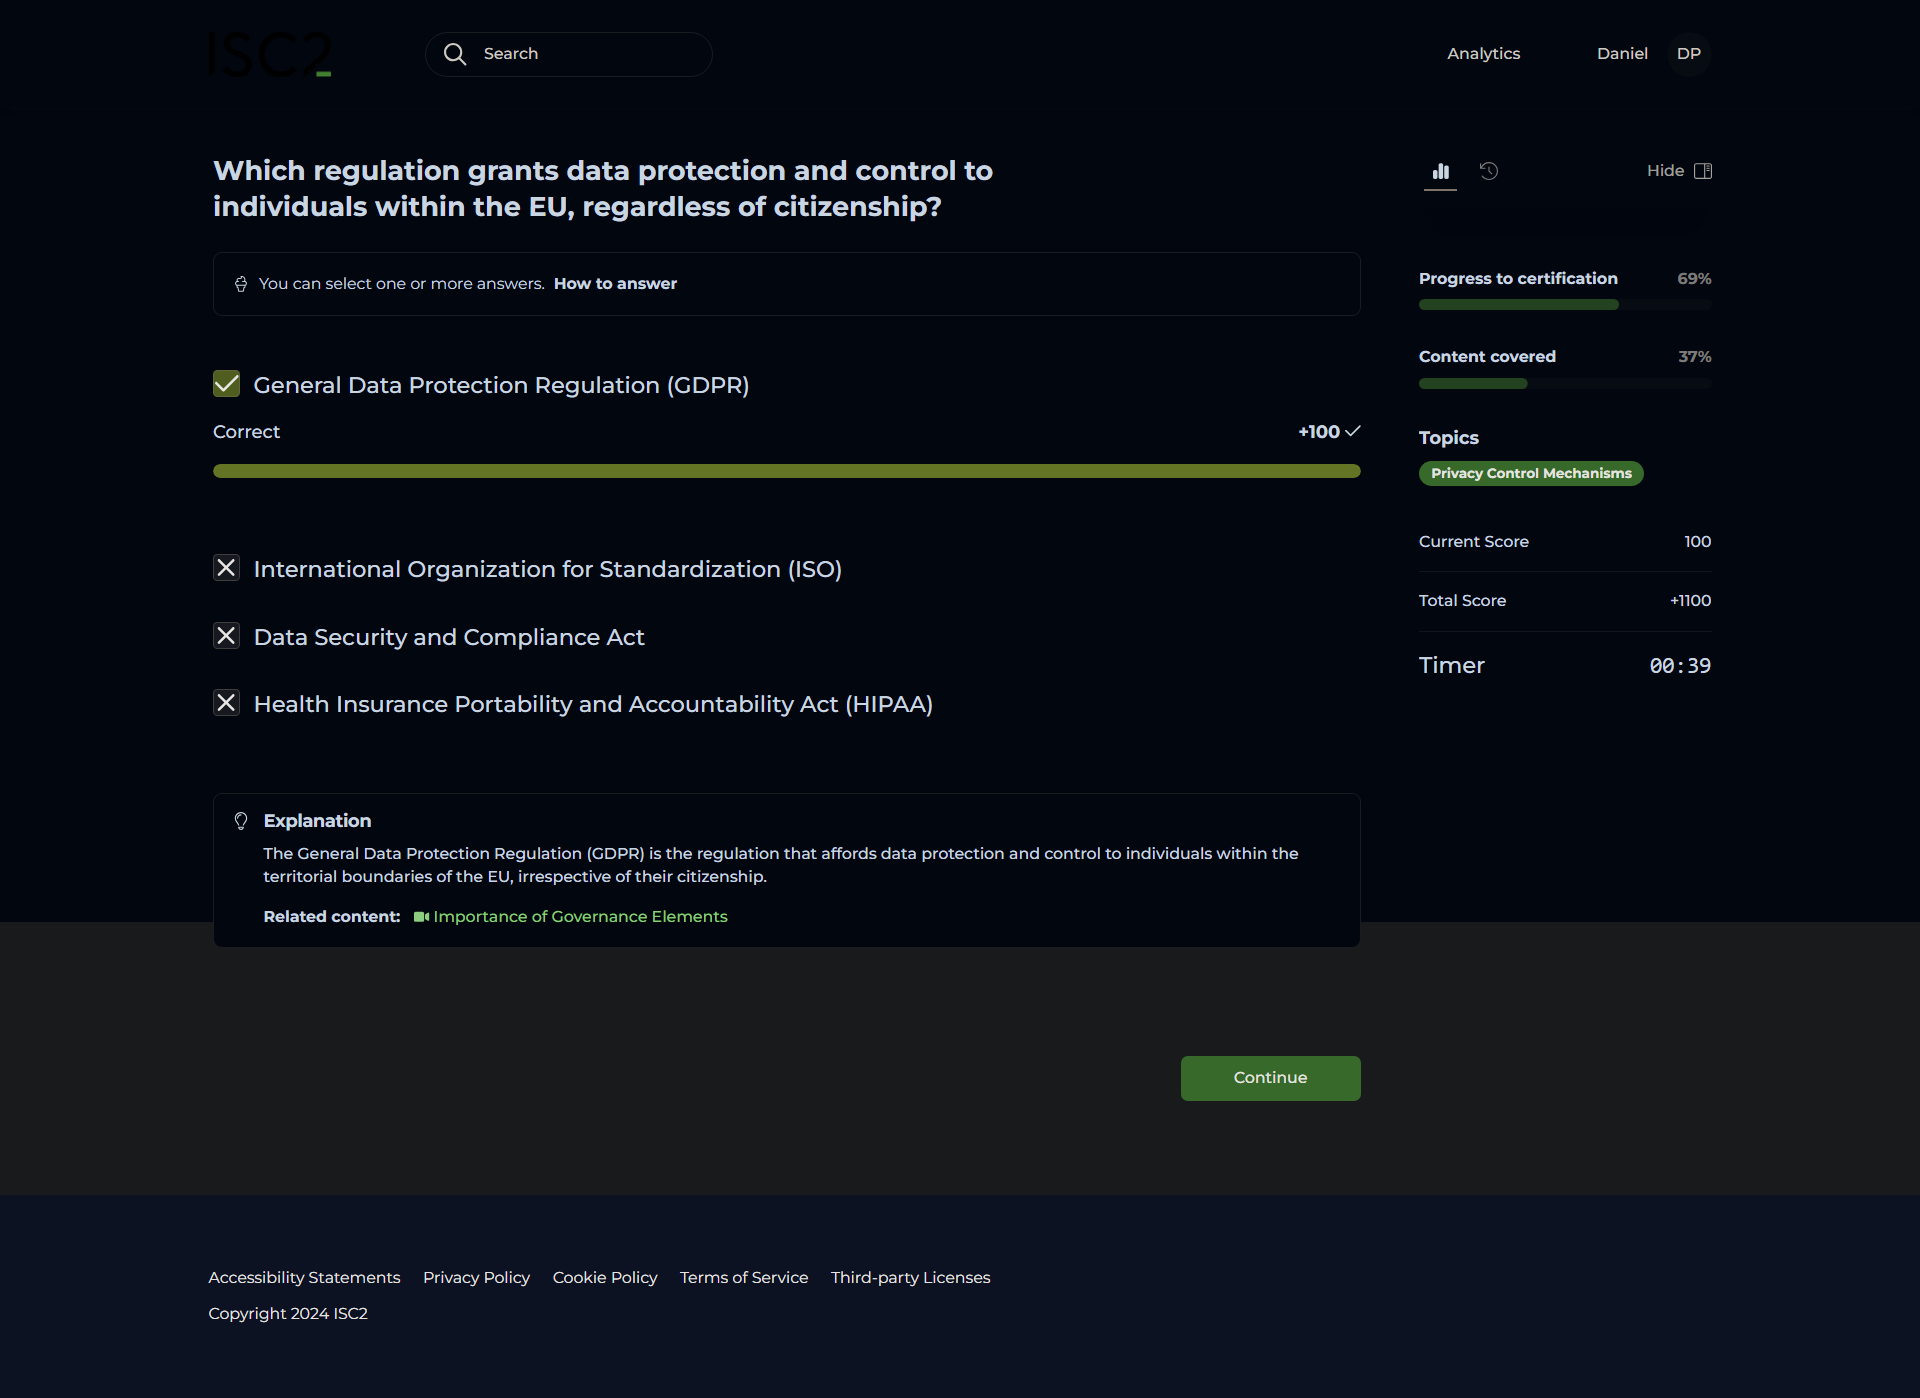 ISC2
Search
Analytics
Daniel
DP
Which regulation grants data protection and control to
individuals within the EU, regardless of citizenship?
You can select one or more answers. How to answer
General Data Protection Regulation (GDPR)
Correct
+100
International Organization for Standardization (ISO)
Data Security and Compliance Act
Health Insurance Portability and Accountability Act (HIPAA)
Explanation
The General Data Protection Regulation (GDPR) is the regulation that affords data protection and control to individuals within the
territorial boundaries of the EU, irrespective of their citizenship.
Related content: Importance of Governance Elements
Continue
Hide
Progress to certification 69%
Content covered 37%
Topics
Privacy Control Mechanisms
Current Score 100
Total Score +1100
Timer 00:39
Accessibility Statements Privacy Policy Cookie Policy Terms of Service Third-party Licenses
Copyright 2024 ISC2